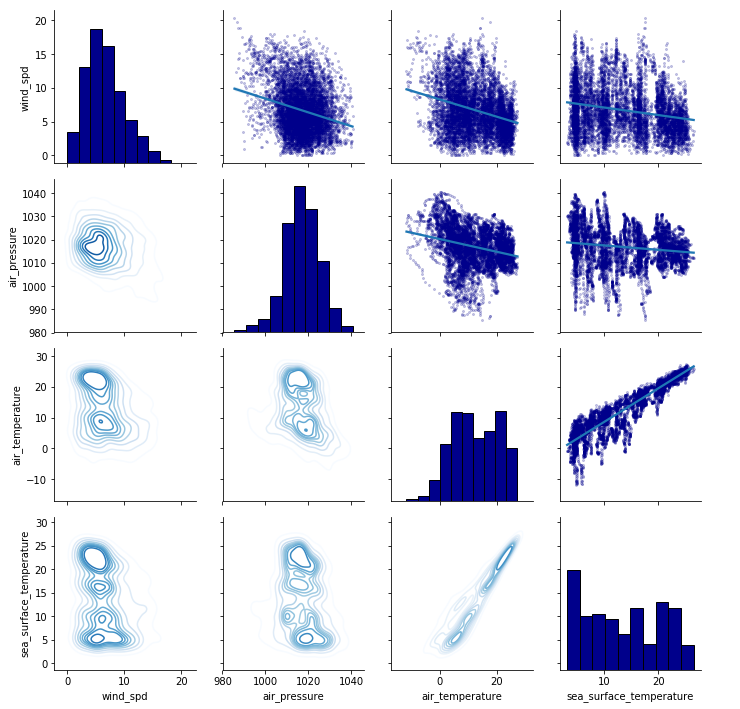 20
15
10
5
0
wind_spd
1040
1030
1020
1010
1000
990
980
air_pressure
30
20
10
0
−10
air_temperature
30
25
20
15
10
5
0
sea_surface_temperature
0 10 20
wind_spd
980 1000 1020 1040
air_pressure
0 20
air_temperature
10 20
sea_surface_temperature